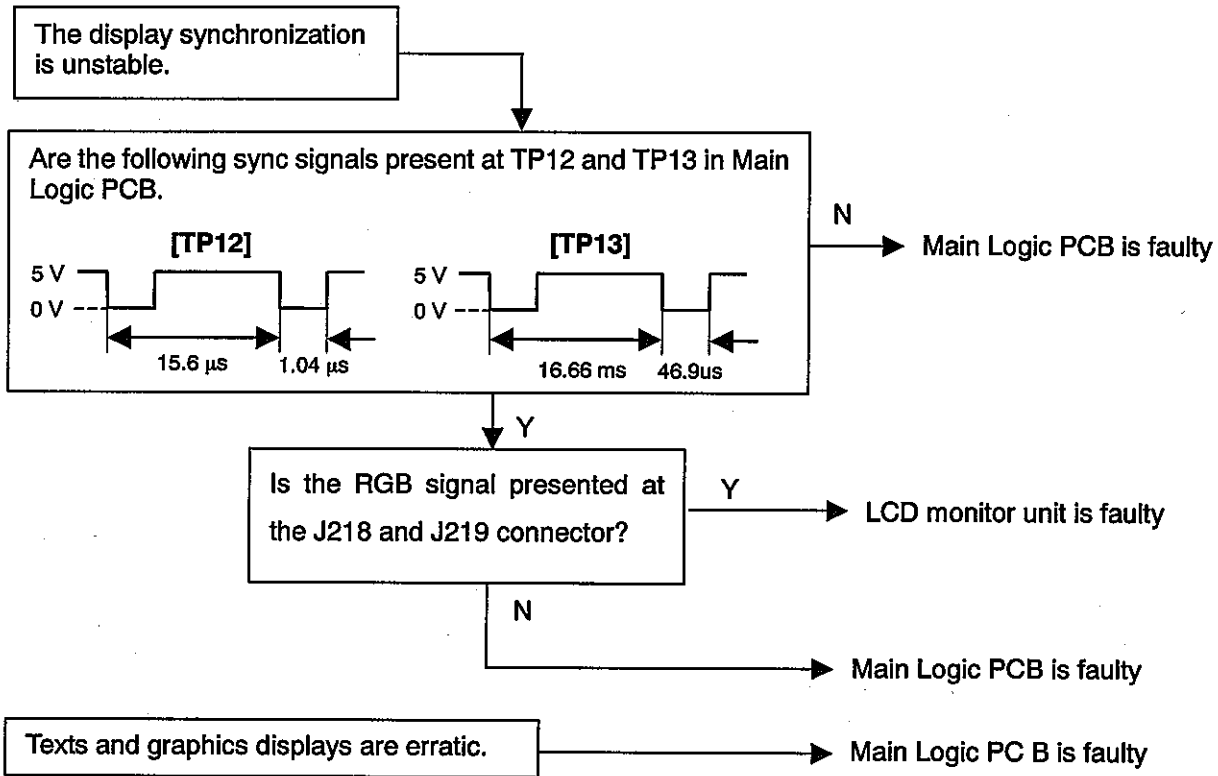 The display synchronization
is unstable.
Are the following sync signals present at TP12 and TP13 in Main
Logic PCB.
N
Main Logic PCB is faulty
[TP12]
[TP13]
5 V
0 V
5 V
0 V
15.6 µs
1.04 µs
16.66 ms
46.9us
Y
Is the RGB signal presented at
the J218 and J219 connector?
Y
LCD monitor unit is faulty
N
Main Logic PCB is faulty
Texts and graphics displays are erratic.
Main Logic PC B is faulty